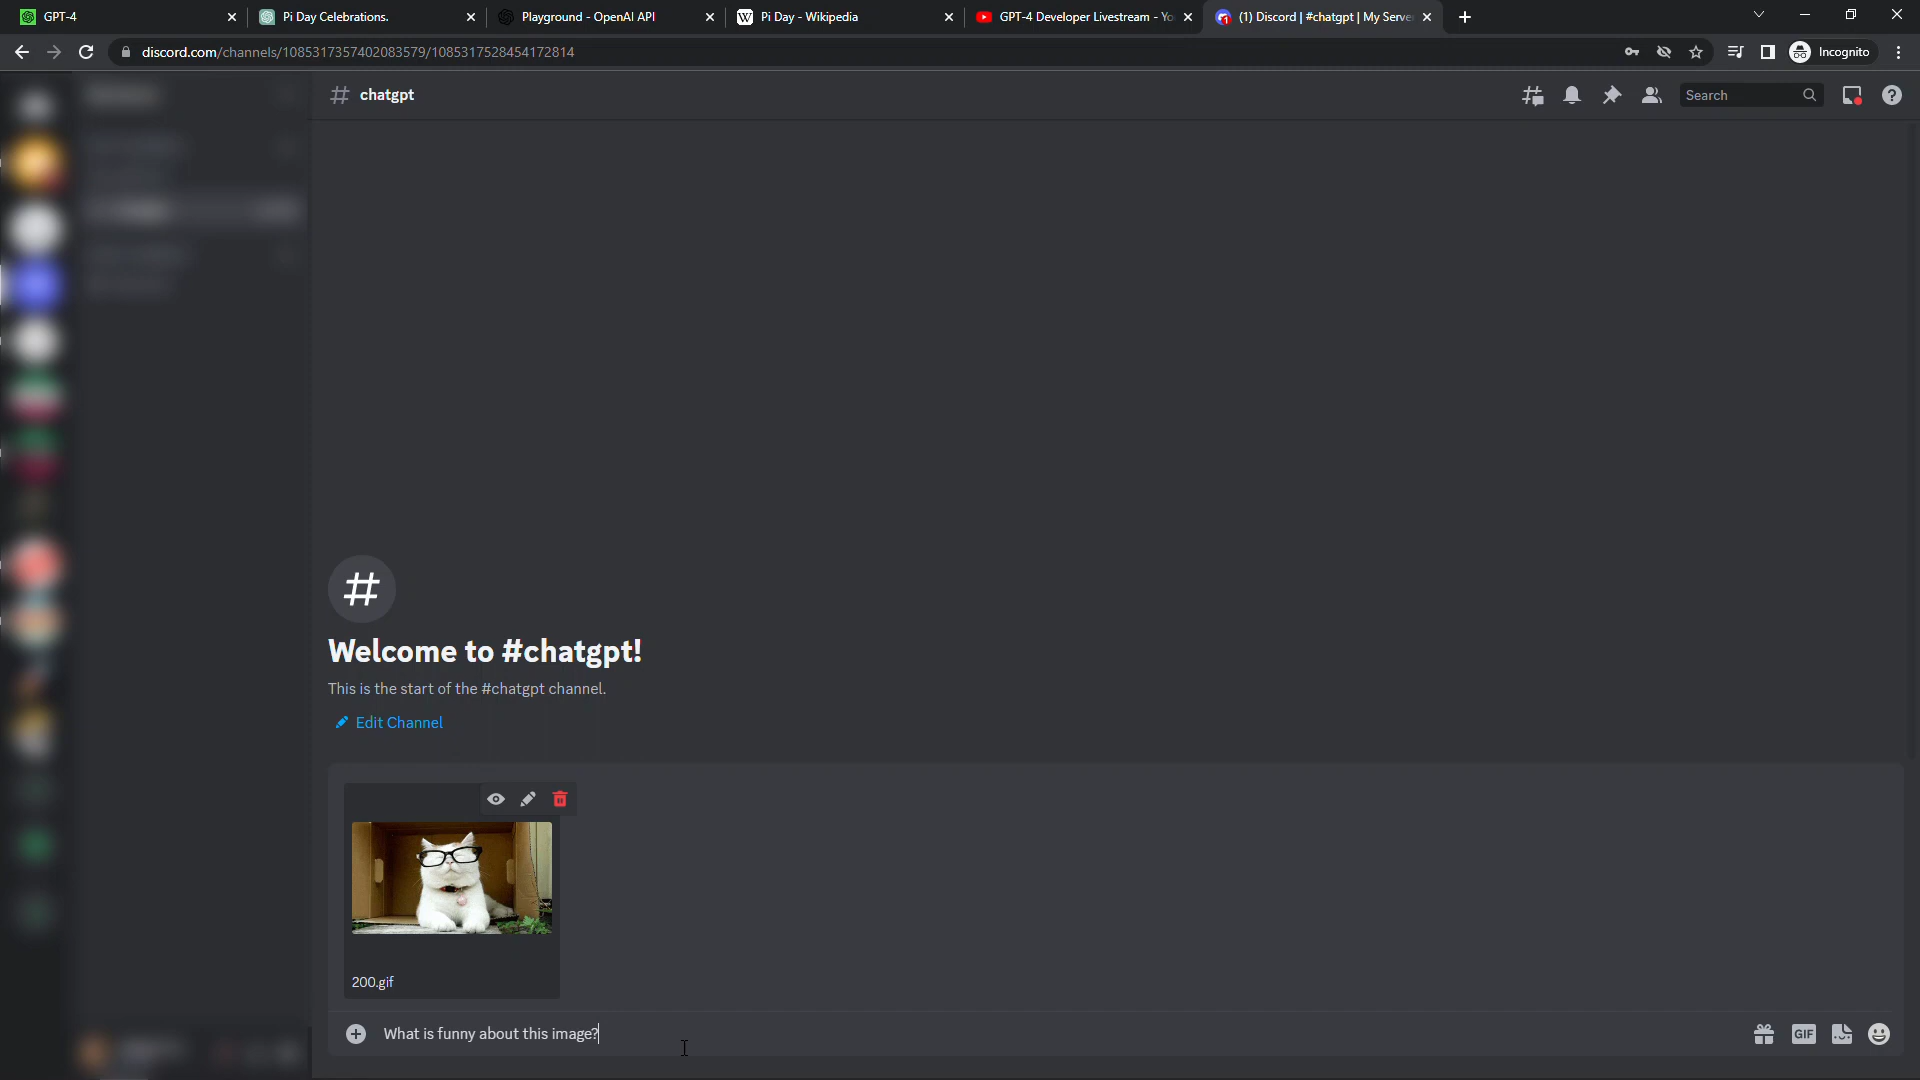 GPT-4
Pi Day Celebrations.
Playground - OpenAI API
Pi Day - Wikipedia
GPT-4 Developer Livestream - Yo
(1) Discord | #chatgpt | My Serve
discord.com/channels/1085317357402083579/1085317528454172814
Incognito
chatgpt
Search
Welcome to #chatgpt!
This is the start of the #chatgpt channel.
Edit Channel
200.gif
What is funny about this image?
GIF